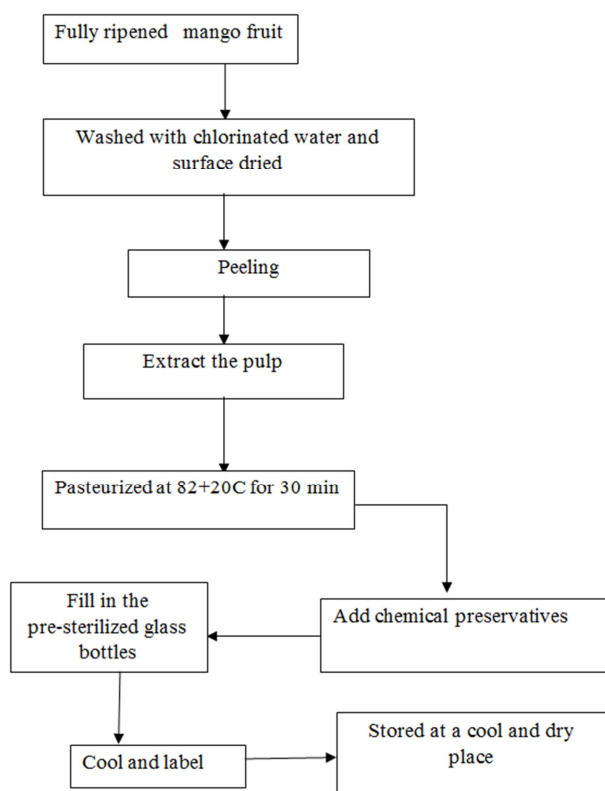 Fully ripened mango fruit
Washed with chlorinated water and
surface dried
Peeling
Extract the pulp
Pasteurized at 82+20C for 30 min
Add chemical preservatives
Fill in the
pre-sterilized glass
bottles
Cool and label
Stored at a cool and dry
place